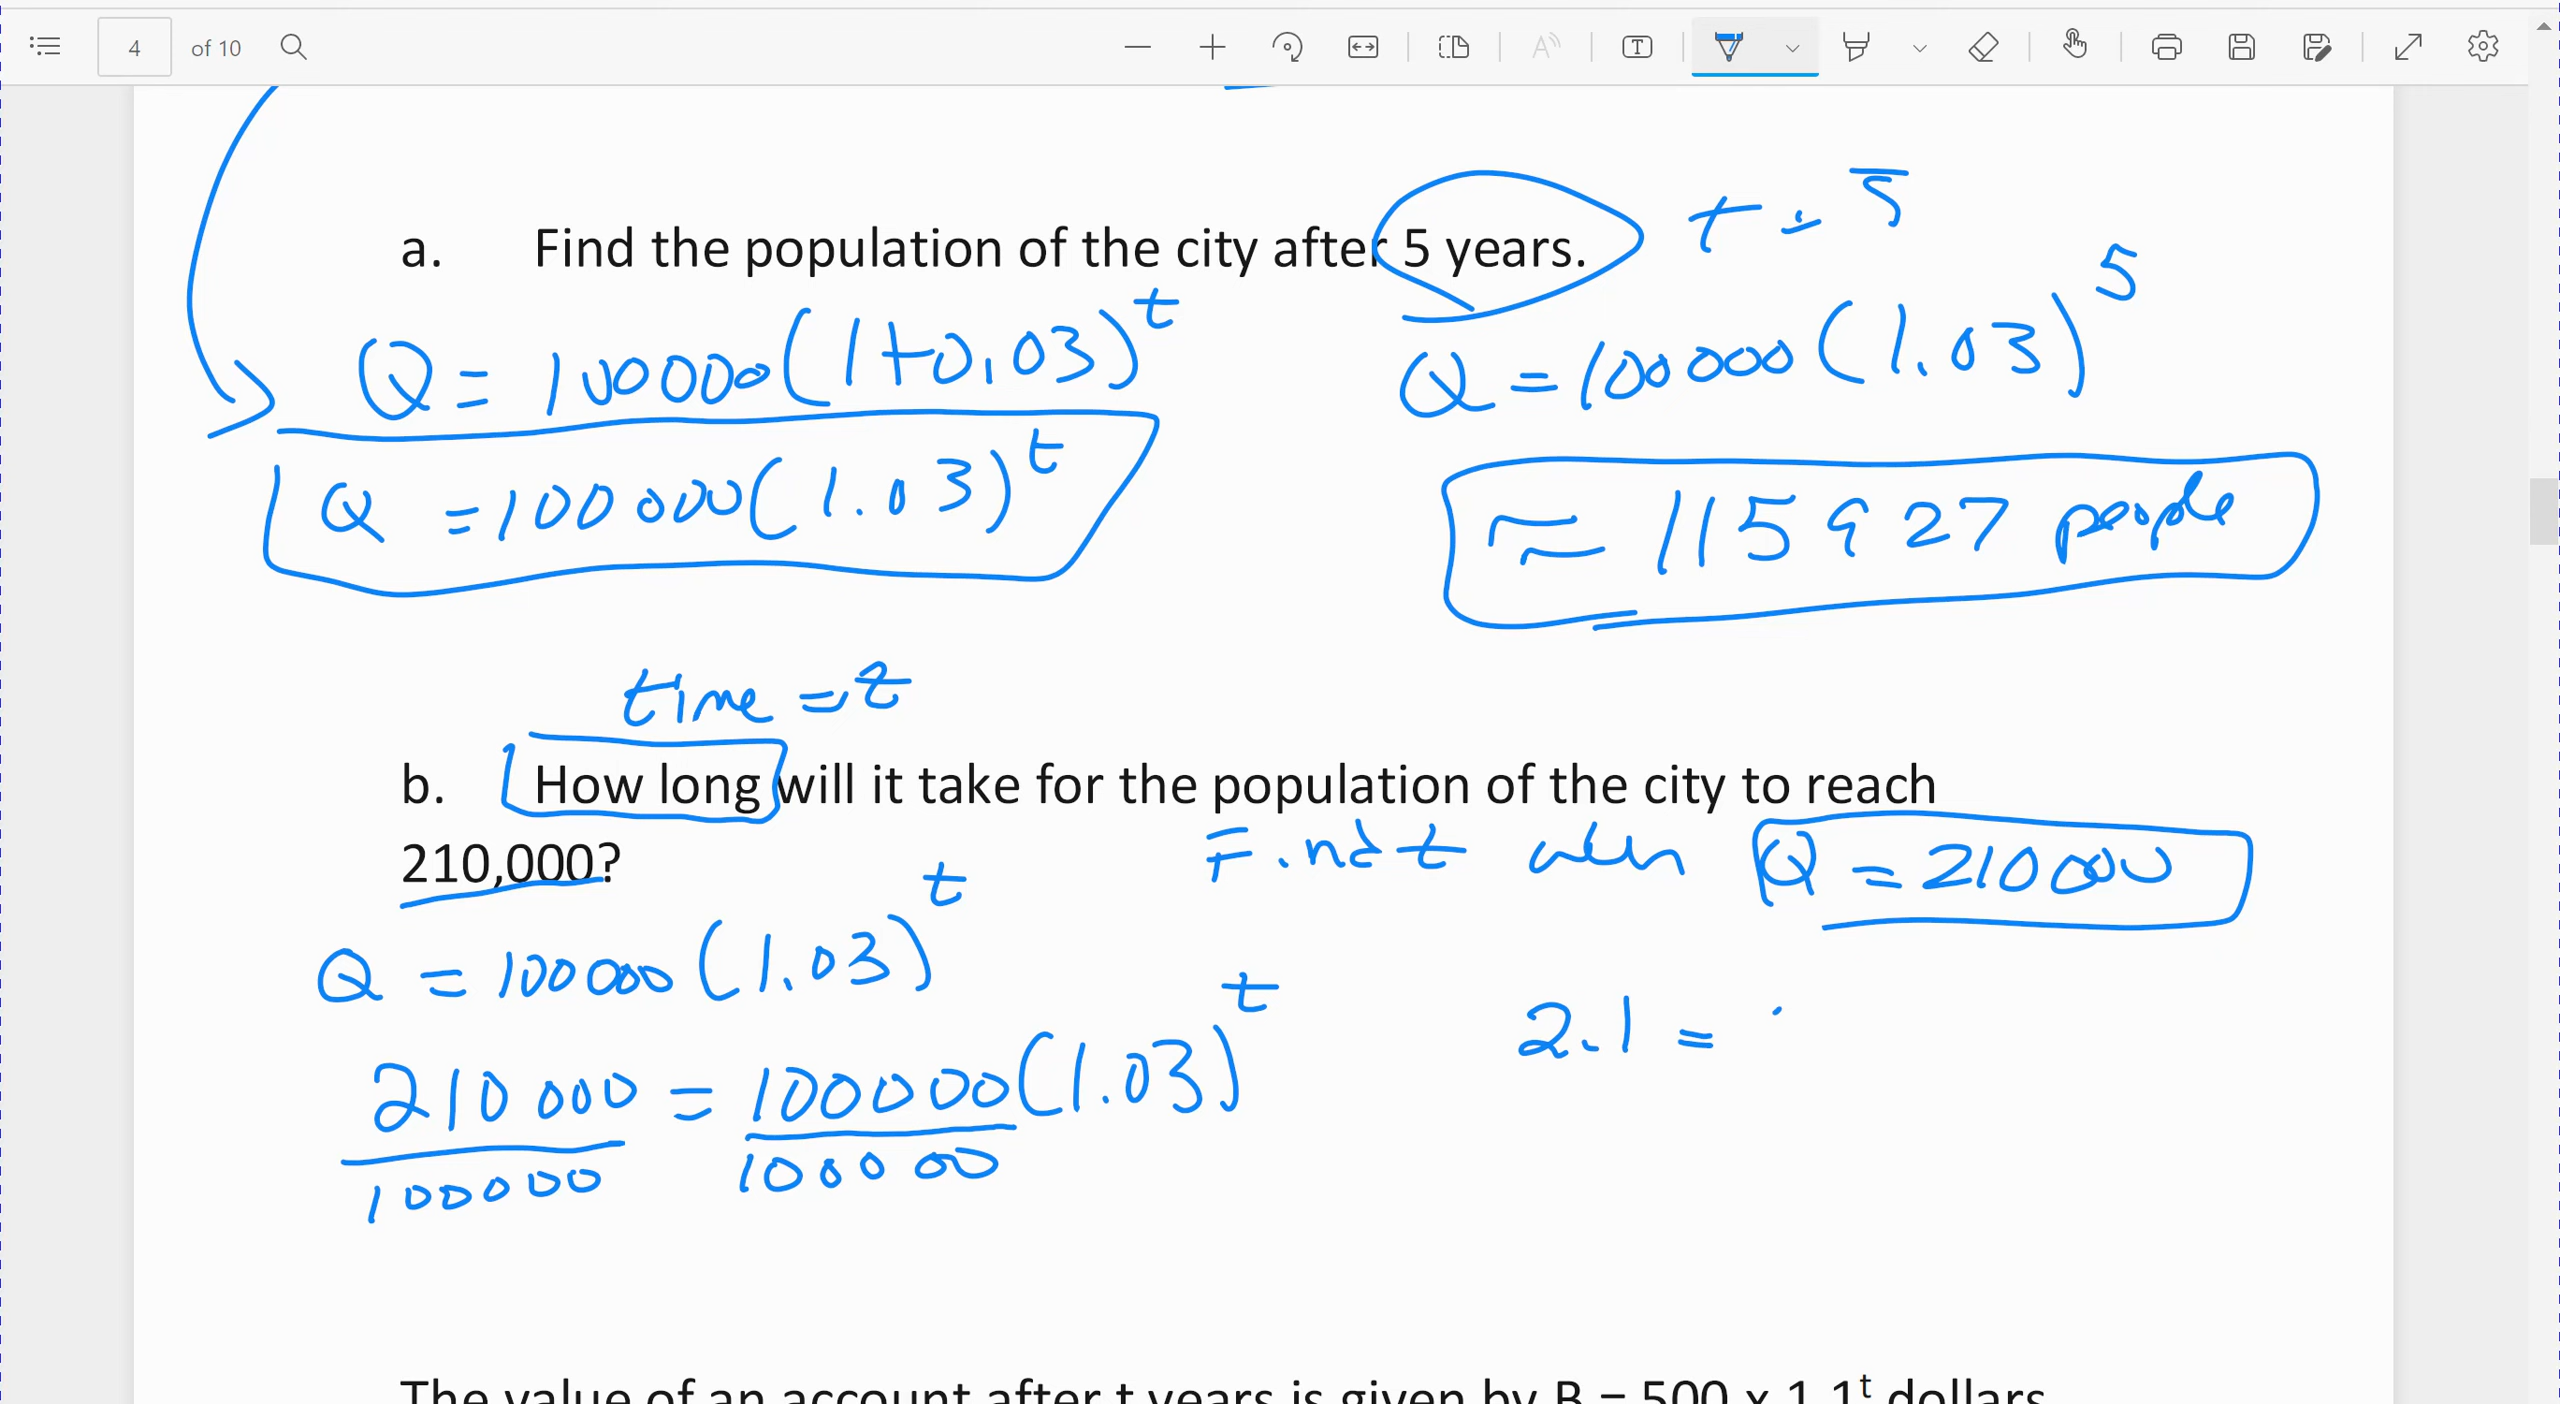 4 of 10
a. Find the population of the city after 5 years.
t = 5
Q = 100000(1+0.03)^t
Q = 100000(1.03)^5
Q = 100000(1.03)^t
≈ 115927 people
time = t
b. How long will it take for the population of the city to reach
210,000?
Find t when Q = 210000
Q = 100000(1.03)^t
2.1 =
210000 = 100000(1.03)^t
100000 100000
The value of an account after t years is given by B = 500 x 1.1^t dollars